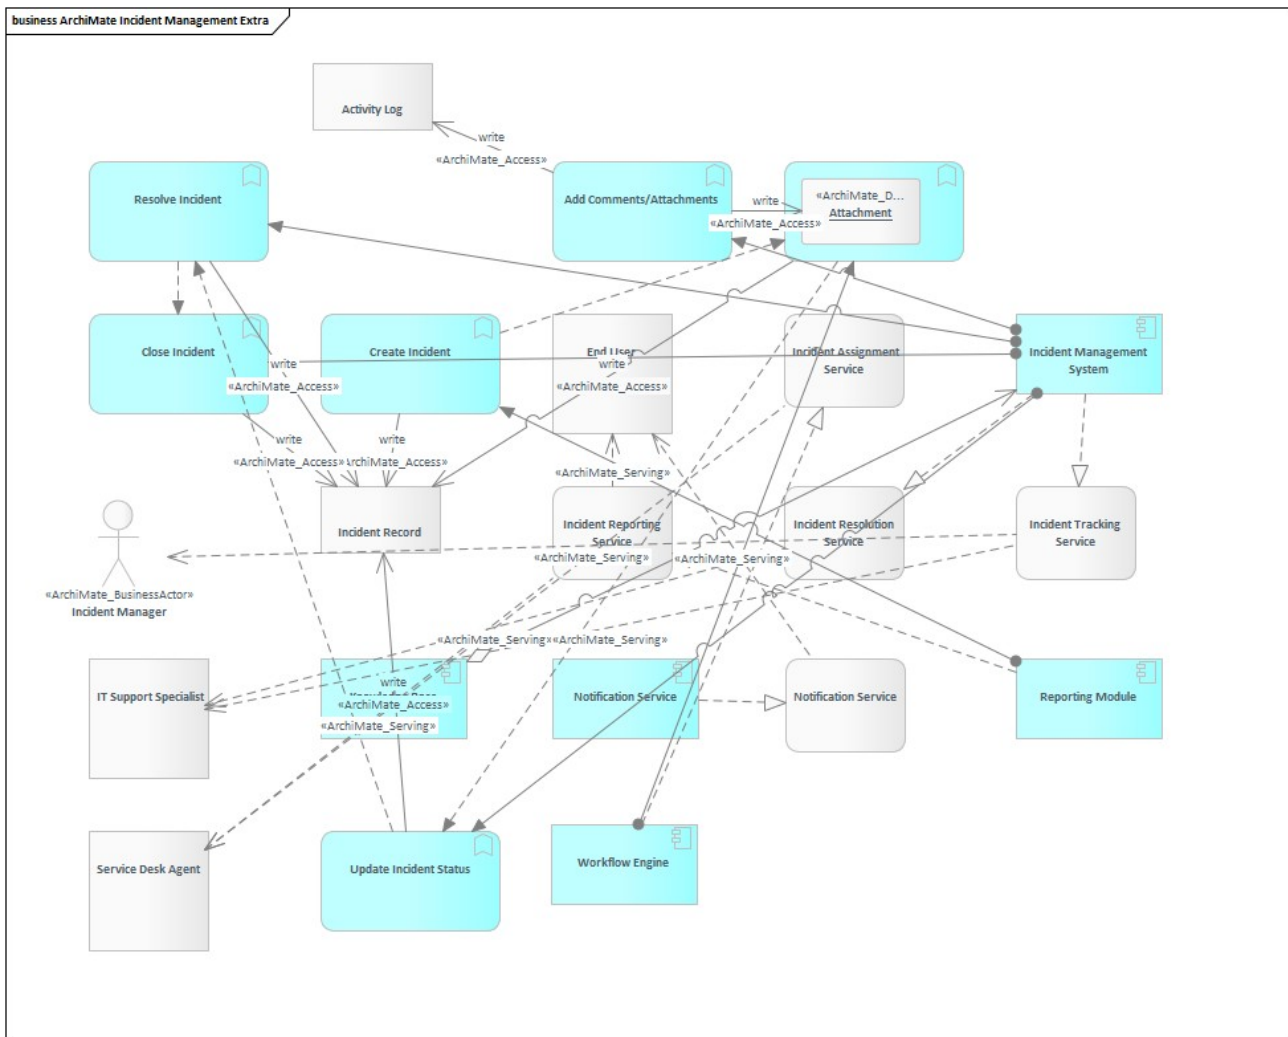 business ArchiMate Incident Management Extra
Activity Log
write
«ArchiMate_Access»
Resolve Incident
Add Comments/Attachments
write
«ArchiMate_Access»
«ArchiMate_D...
Attachment
Close Incident
Create Incident
End User
Incident Assignment
Service
Incident Management
System
write
«ArchiMate_Access»
write
«ArchiMate_Access»
write
«ArchiMate_Access»
write
ArchiMate_Access»
«ArchiMate_Serving»
Incident Record
Incident Reporting
Service
Incident Resolution
Service
Incident Tracking
Service
«ArchiMate_Serving»
«ArchiMate_Serving»
«ArchiMate_BusinessActor»
Incident Manager
«ArchiMate_Serving»
«ArchiMate_Serving»
IT Support Specialist
write
«ArchiMate_Access»
«ArchiMate_Serving»
Notification Service
Notification Service
Reporting Module
Service Desk Agent
Update Incident Status
Workflow Engine